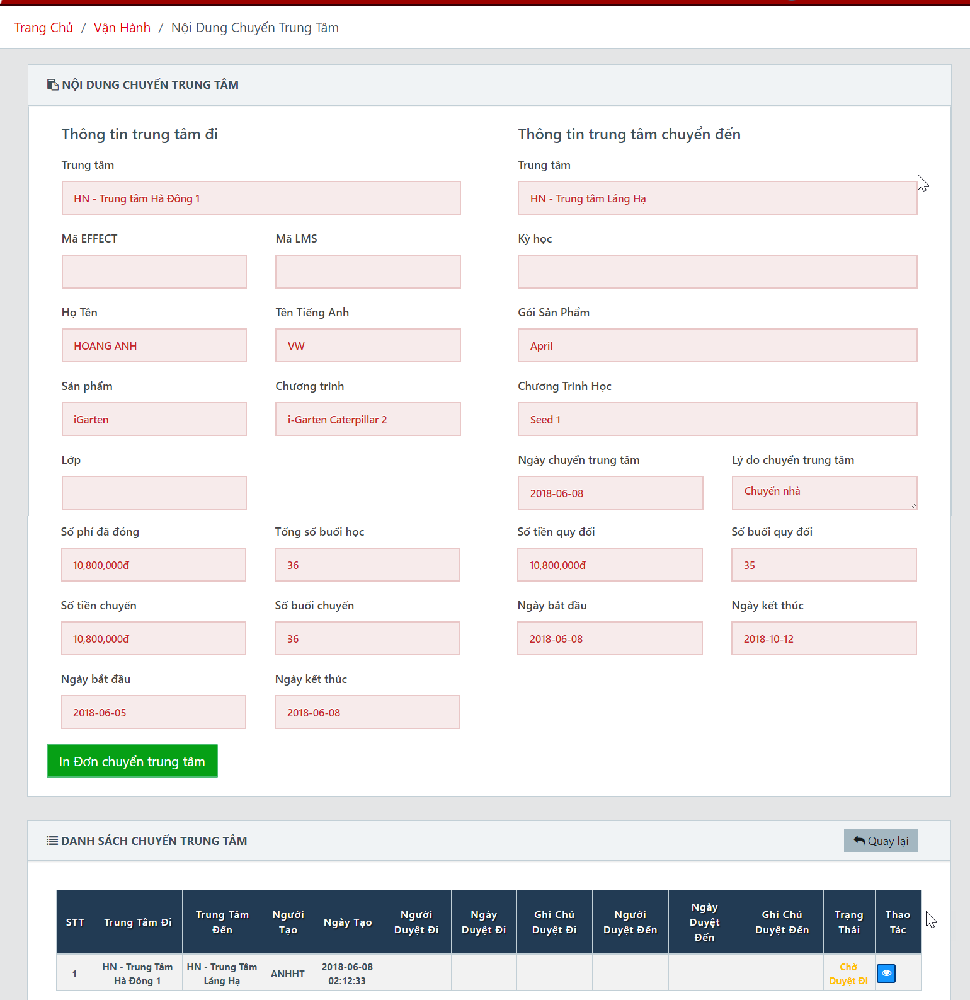 Trang Chủ / Vận Hành / Nội Dung Chuyển Trung Tâm
NỘI DUNG CHUYỂN TRUNG TÂM
Thông tin trung tâm đi
Trung tâm
HN - Trung tâm Hà Đông 1
Mã EFFECT
Mã LMS
Họ Tên
Tên Tiếng Anh
HOANG ANH
VW
Sản phẩm
Chương trình
iGarten
i-Garten Caterpillar 2
Lớp
Số phí đã đóng
Tổng số buổi học
10,800,000đ
36
Số tiền chuyển
Số buổi chuyển
10,800,000đ
36
Ngày bắt đầu
Ngày kết thúc
2018-06-05
2018-06-08
Thông tin trung tâm chuyển đến
Trung tâm
HN - Trung tâm Láng Hạ
Kỳ học
Gói Sản Phẩm
April
Chương Trình Học
Seed 1
Ngày chuyển trung tâm
Lý do chuyển trung tâm
2018-06-08
Chuyển nhà
Số tiền quy đổi
Số buổi quy đổi
10,800,000đ
35
Ngày bắt đầu
Ngày kết thúc
2018-06-08
2018-10-12
In Đơn chuyển trung tâm
DANH SÁCH CHUYỂN TRUNG TÂM
Quay lại
STT
Trung Tâm Đi
Trung Tâm
Đến
Người
Tạo
Ngày Tạo
Người
Duyệt Đi
Ngày
Duyệt Đi
Ghi Chú
Duyệt Đi
Người
Duyệt Đến
Ngày
Duyệt
Đến
Ghi Chú
Duyệt Đến
Trạng
Thái
Thao
Tác
1
HN - Trung Tâm
Hà Đông 1
HN - Trung Tâm
Láng Hạ
ANHHT
2018-06-08
02:12:33
Chờ
Duyệt Đi